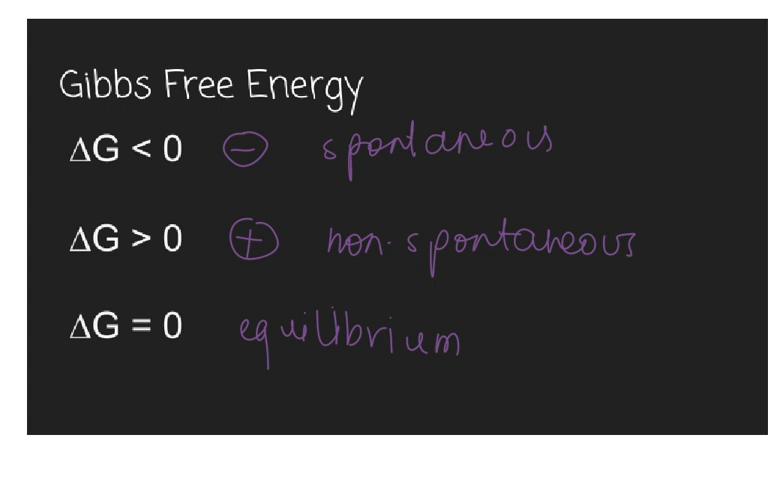 Gibbs Free Energy
ΔG < 0 ⊖ spontaneous
ΔG > 0 ⊕ non-spontaneous
ΔG = 0 equilibrium